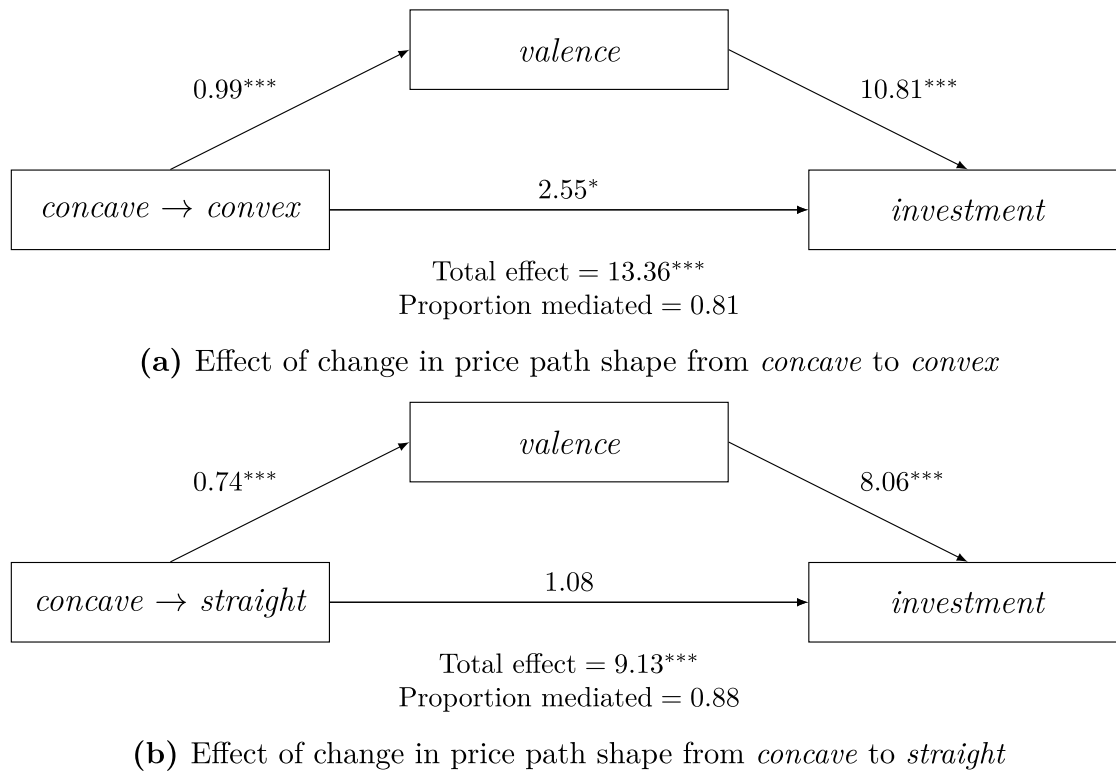 valence
0.99***
10.81***
concave → convex
2.55*
investment
Total effect = 13.36***
Proportion mediated = 0.81
(a) Effect of change in price path shape from concave to convex
valence
0.74***
8.06***
concave → straight
1.08
investment
Total effect = 9.13***
Proportion mediated = 0.88
(b) Effect of change in price path shape from concave to straight